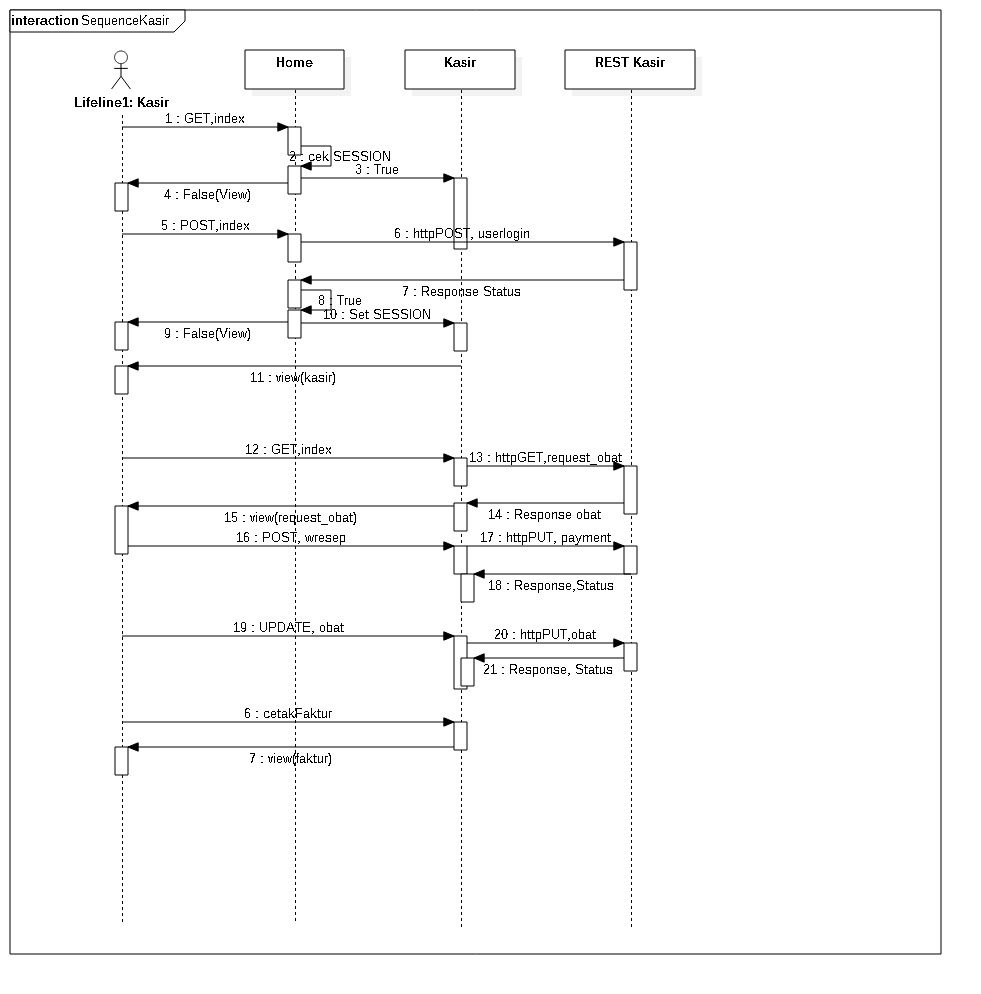 interaction SequenceKasir
Home
Kasir
REST Kasir
Lifeline1: Kasir
1 : GET,index
2 : cek SESSION
3 : True
4 : False(View)
5 : POST,index
6 : httpPOST, userlogin
7 : Response Status
8 : True
10 : Set SESSION
9 : False(View)
11 : view(kasir)
12 : GET,index
13 : httpGET,request_obat
14 : Response obat
15 : view(request_obat)
16 : POST, wresep
17 : httpPUT, payment
18 : Response,Status
19 : UPDATE, obat
20 : httpPUT,obat
21 : Response, Status
6 : cetakFaktur
7 : view(faktur)